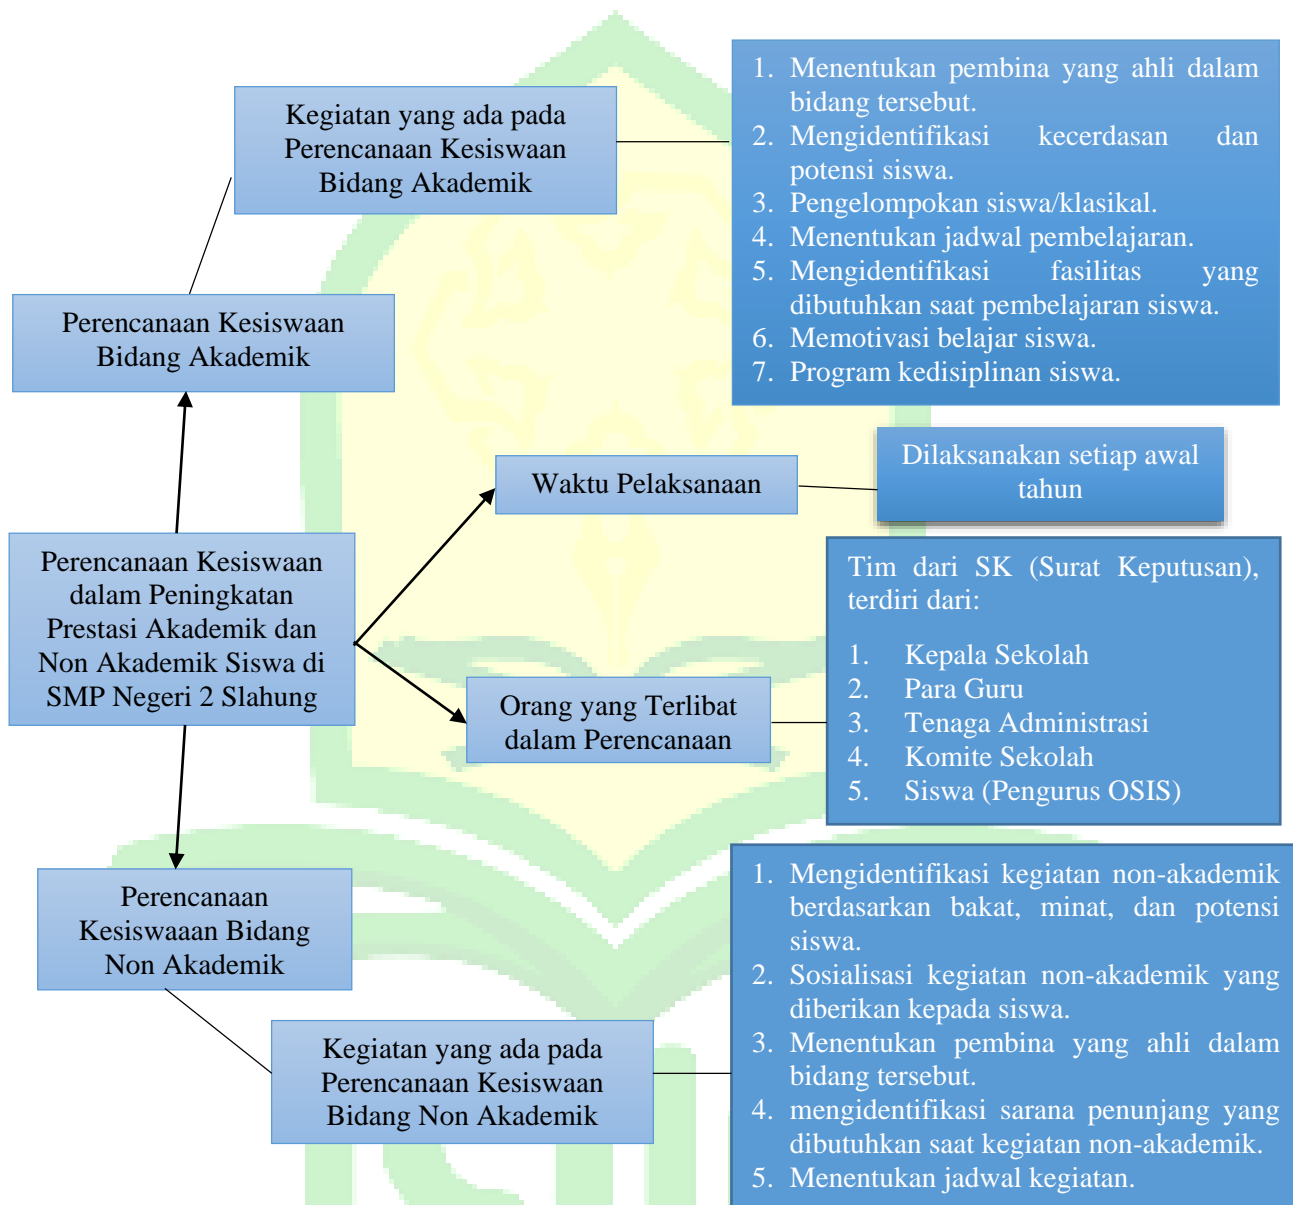 Kegiatan yang ada pada
Perencanaan Kesiswaan
Bidang Akademik
1. Menentukan pembina yang ahli dalam
bidang tersebut.
2. Mengidentifikasi kecerdasan dan
potensi siswa.
3. Pengelompokan siswa/klasikal.
4. Menentukan jadwal pembelajaran.
5. Mengidentifikasi fasilitas yang
dibutuhkan saat pembelajaran siswa.
6. Memotivasi belajar siswa.
7. Program kedisiplinan siswa.
Perencanaan Kesiswaan
Bidang Akademik
Waktu Pelaksanaan
Dilaksanakan setiap awal
tahun
Perencanaan Kesiswaan
dalam Peningkatan
Prestasi Akademik dan
Non Akademik Siswa di
SMP Negeri 2 Slahung
Orang yang Terlibat
dalam Perencanaan
Tim dari SK (Surat Keputusan),
terdiri dari:
1. Kepala Sekolah
2. Para Guru
3. Tenaga Administrasi
4. Komite Sekolah
5. Siswa (Pengurus OSIS)
Perencanaan
Kesiswaaan Bidang
Non Akademik
Kegiatan yang ada pada
Perencanaan Kesiswaan
Bidang Non Akademik
1. Mengidentifikasi kegiatan non-akademik
berdasarkan bakat, minat, dan potensi
siswa.
2. Sosialisasi kegiatan non-akademik yang
diberikan kepada siswa.
3. Menentukan pembina yang ahli dalam
bidang tersebut.
4. mengidentifikasi sarana penunjang yang
dibutuhkan saat kegiatan non-akademik.
5. Menentukan jadwal kegiatan.